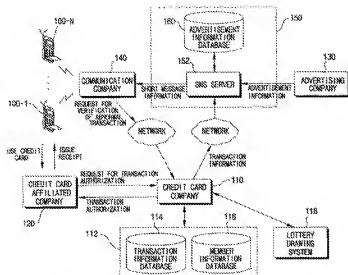 100-N
160
ADVERTISEMENT
INFORMATION
DATABASE
150
140
152
130
COMMUNICATION
COMPANY
SHORT MESSAGE
INFORMATION
SMS SERVER
ADVERTISEMENT
INFORMATION
ADVERTISING
COMPANY
100-1
REQUEST FOR
VERIFICATION
OF ABNORMAL
TRANSACTION
NETWORK
NETWORK
USE CREDIT
CARD
ISSUE
RECEIPT
TRANSACTION
INFORMATION
CREDIT CARD
AFFILIATED
COMPANY
REQUEST FOR TRANSACTION
AUTHORIZATION
TRANSACTION
AUTHORIZATION
CREDIT CARD
COMPANY
110
120
114
116
118
112
TRANSACTION
INFORMATION
DATABASE
MEMBER
INFORMATION
DATABASE
LOTTERY
DRAWING
SYSTEM